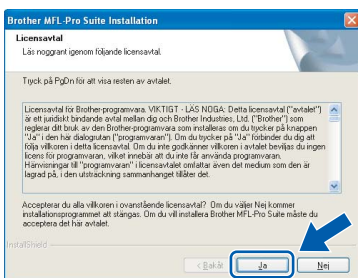 Brother MFL-Pro Suite Installation
Licensavtal
Läs noggrant igenom följande licensavtal.
Tryck på PgDn för att visa resten av avtalet.
Licensavtal för Brother-programvara. VIKTIGT - LÄS NOGA: Detta licensavtal ("avtalet")
är ett juridiskt bindande avtal mellan dig och Brother Industries, Ltd. ("Brother") som
reglerar ditt bruk av den Brother-programvara som installeras om du trycker på knappen
"Ja" i den här dialogrutan ("programvaran"). Om du trycker på "Ja" förbinder du dig att
följa villkoren i detta licensavtal. Om du inte godkänner villkoren i avtalet beviljas du ingen
licens för programvaran, vilket innebär att du inte får använda programvaran.
Hänvisningar till "programvaran" i licensavtalet omfattar även det medium som den är
lagrad på, i den utsträckning sammanhanget tillåter det.
Accepterar du alla villkoren i ovanstående licensavtal? Om du väljer Nej kommer
installationsprogrammet att stängas. Om du vill installera Brother MFL-Pro Suite måste du
acceptera det här avtalet.
InstallShield
< Bakåt
Ja
Nej